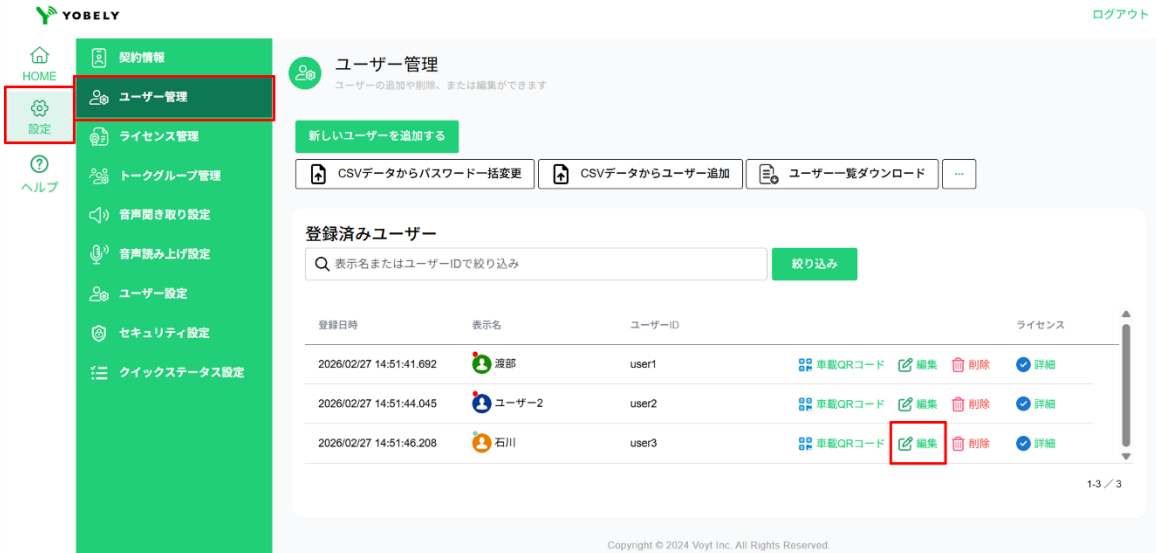 YOBELY
ログアウト
HOME
設定
ヘルプ
契約情報
ユーザー管理
ライセンス管理
トークグループ管理
音声聞き取り設定
音声読み上げ設定
ユーザー設定
セキュリティ設定
クイックステータス設定
ユーザー管理
ユーザーの追加や削除、または編集ができます
新しいユーザーを追加する
CSVデータからパスワード一括変更 CSVデータからユーザー追加 ユーザー一覧ダウンロード ...
登録済みユーザー
表示名またはユーザーIDで絞り込み 絞り込み
登録日時 表示名 ユーザーID ライセンス
2026/02/27 14:51:41.692 渡部 user1 車載QRコード 編集 削除 詳細
2026/02/27 14:51:44.045 ユーザー2 user2 車載QRコード 編集 削除 詳細
2026/02/27 14:51:46.208 石川 user3 車載QRコード 編集 削除 詳細
1-3 ／ 3
Copyright © 2024 Voyt Inc. All Rights Reserved.